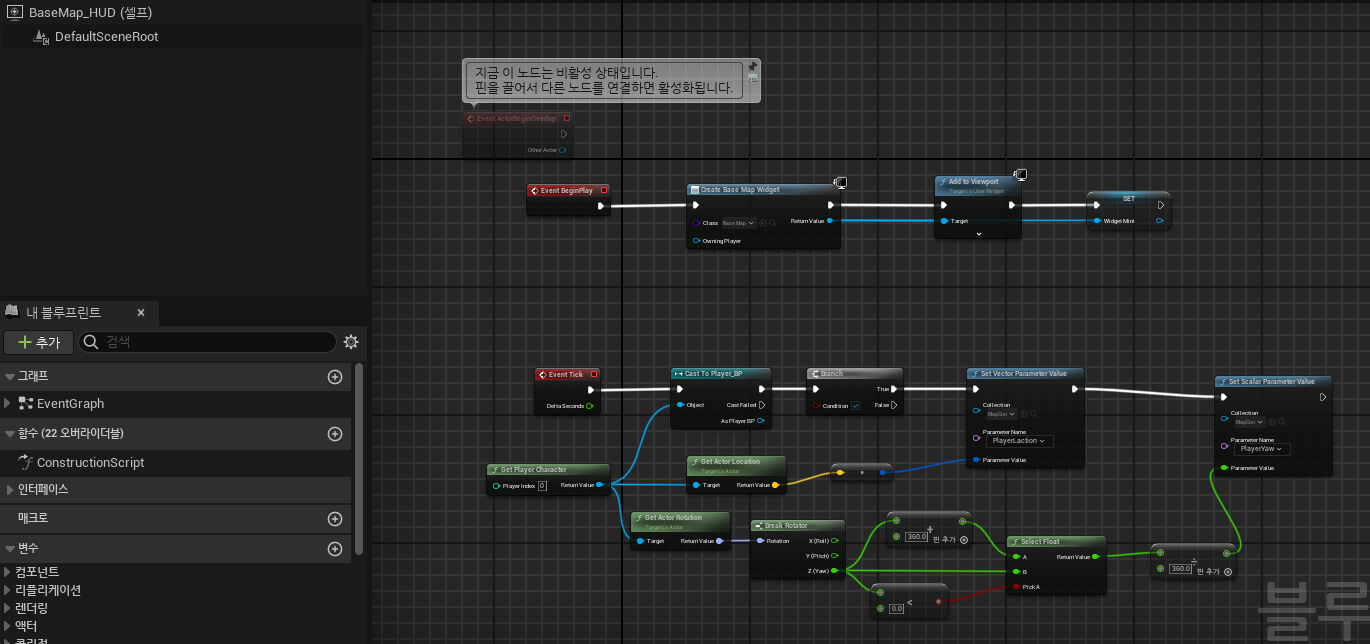 BaseMap_HUD (셀프)
DefaultSceneRoot
지금 이 노드는 비활성 상태입니다.
핀을 끌어서 다른 노드를 연결하면 활성화됩니다.
Event ActorBeginOverlap
Other Actor
Event BeginPlay
Create Base Map Widget
Class
Base Map
Return Value
Owning Player
Add to Viewport
Target is User Widget
Target
SET
Widget Mini
내 블루프린트
추가
검색
그래프
EventGraph
함수 (22 오버라이더블)
ConstructionScript
인터페이스
매크로
변수
컴포넌트
리플리케이션
렌더링
액터
Event Tick
Delta Seconds
Cast To Player_BP
Object
Cast Failed
As Player BP
Branch
Condition
True
False
Set Vector Parameter Value
Collection
MapCon
Parameter Name
PlayerLaction
Parameter Value
Set Scalar Parameter Value
Collection
MapCon
Parameter Name
PlayerYaw
Parameter Value
Get Player Character
Player Index
0
Return Value
Get Actor Location
Target is Actor
Target
Return Value
Get Actor Rotation
Target is Actor
Target
Return Value
Break Rotator
Rotation
X (Roll)
Y (Pitch)
Z (Yaw)
+
360.0
핀 추가
<
0.0
Select Float
A
B
Pick A
Return Value
÷
360.0
핀 추가
블루